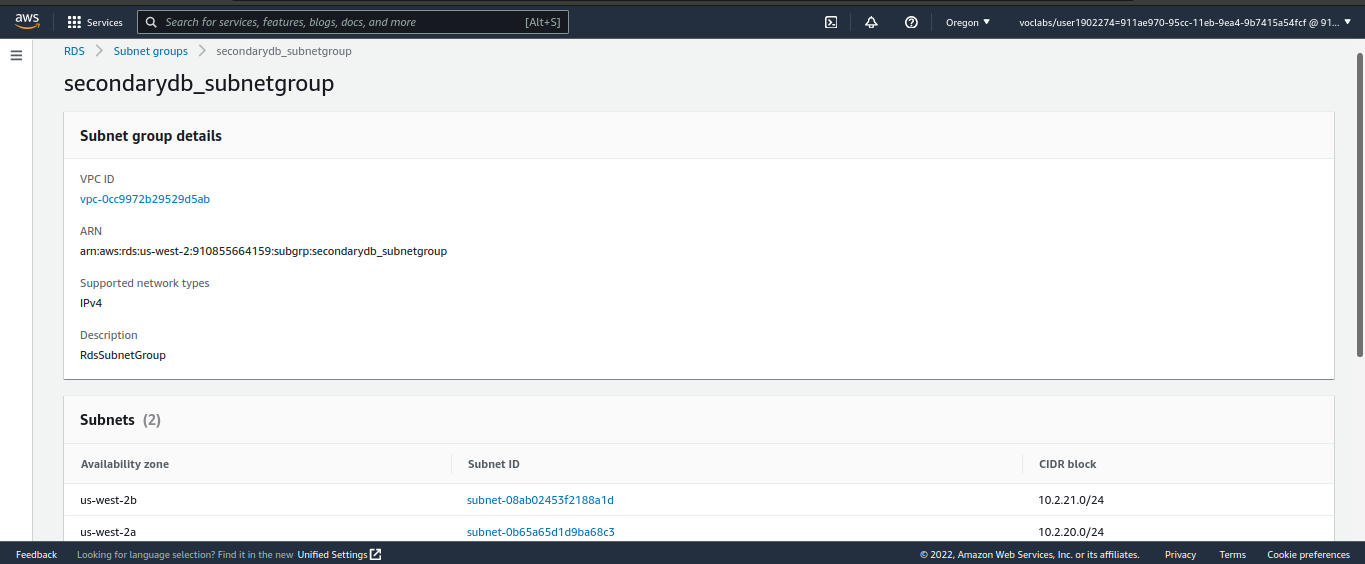 aws Services Search for services, features, blogs, docs, and more [Alt+S] Oregon ▼ voclabs/user1902274=911ae970-95cc-11eb-9ea4-9b7415a54fcf @ 91... ▼
RDS > Subnet groups > secondarydb_subnetgroup
secondarydb_subnetgroup
Subnet group details
VPC ID
vpc-0cc9972b29529d5ab
ARN
arn:aws:rds:us-west-2:910855664159:subgrp:secondarydb_subnetgroup
Supported network types
IPv4
Description
RdsSubnetGroup
Subnets (2)
Availability zone Subnet ID CIDR block
us-west-2b subnet-08ab02453f2188a1d 10.2.21.0/24
us-west-2a subnet-0b65a65d1d9ba68c3 10.2.20.0/24
Feedback Looking for language selection? Find it in the new Unified Settings © 2022, Amazon Web Services, Inc. or its affiliates. Privacy Terms Cookie preferences